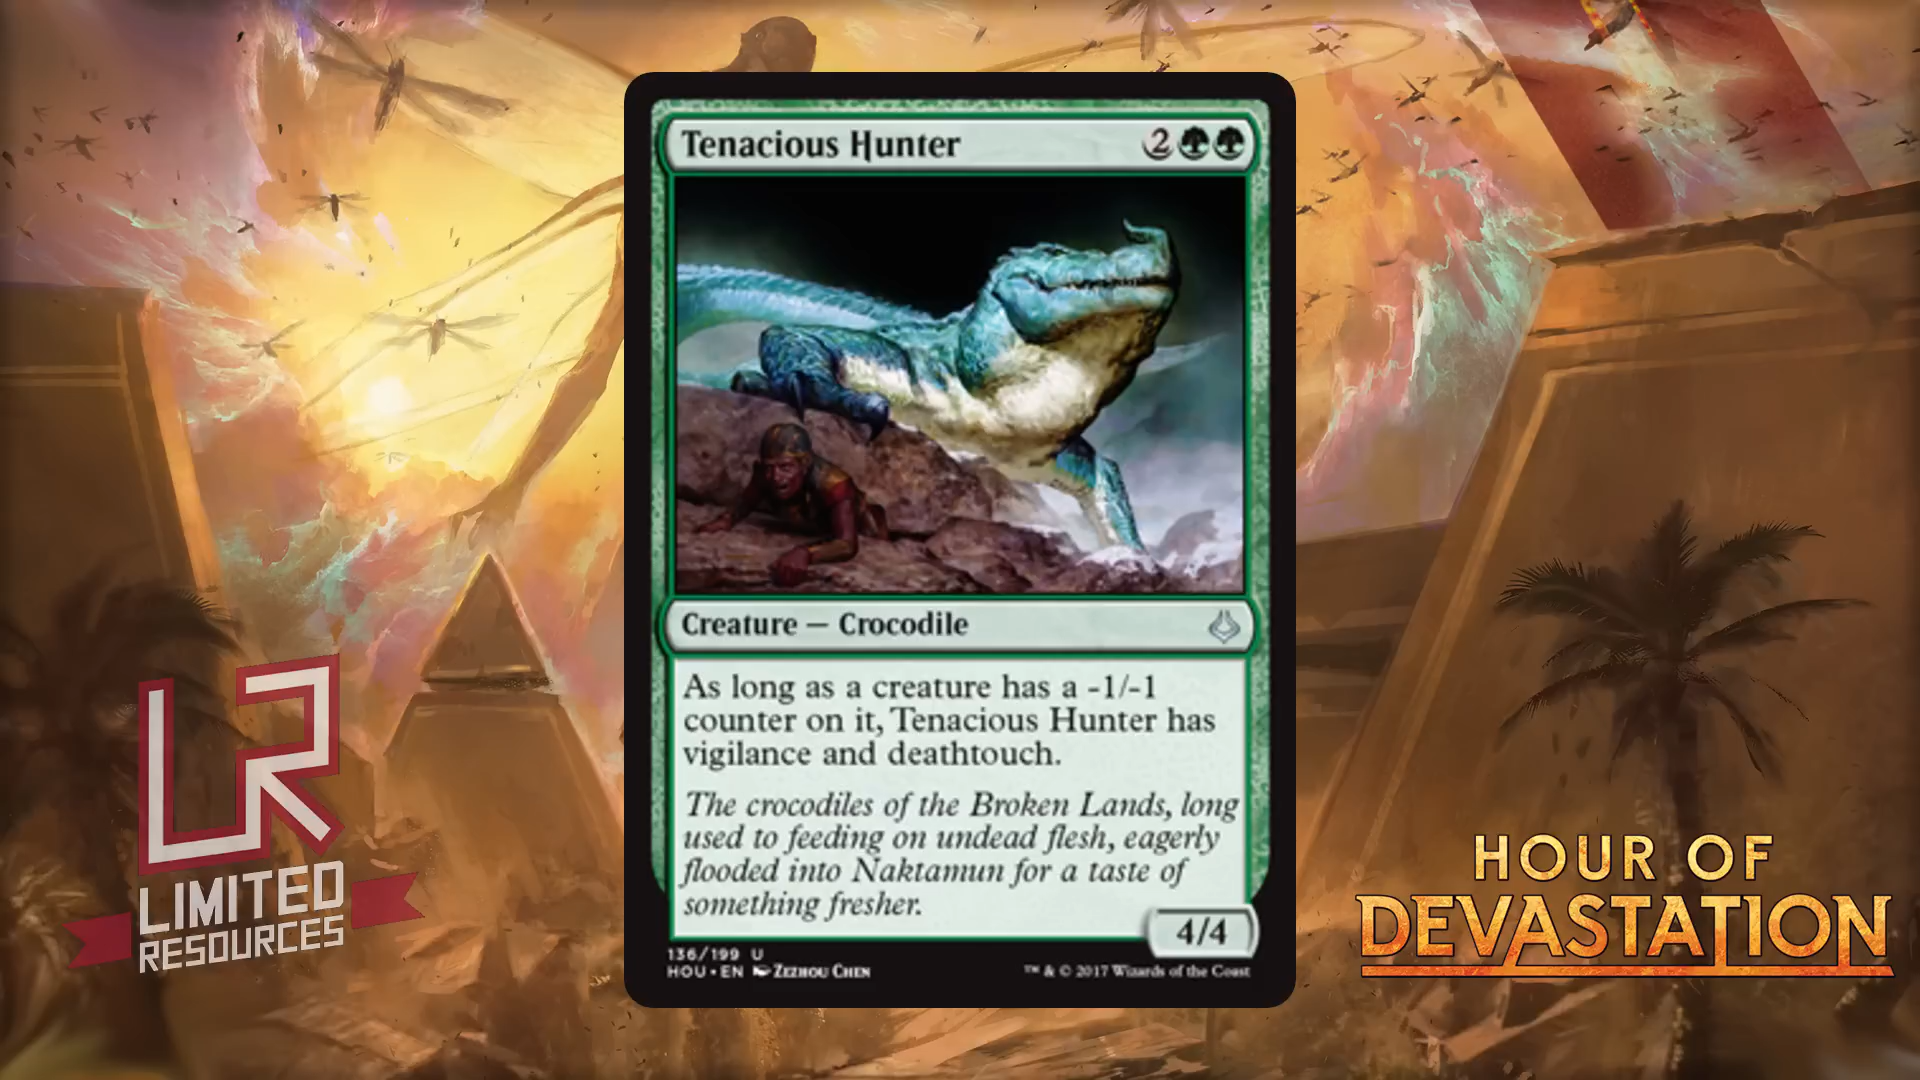 Tenacious Hunter 2
Creature — Crocodile
As long as a creature has a -1/-1
counter on it, Tenacious Hunter has
vigilance and deathtouch.
The crocodiles of the Broken Lands, long
used to feeding on undead flesh, eagerly
flooded into Naktamun for a taste of
something fresher.
4/4
136/199 U
HOU • EN Zezhou Chen
™ & © 2017 Wizards of the Coast
LR
LIMITED
RESOURCES
HOUR OF
DEVASTATION